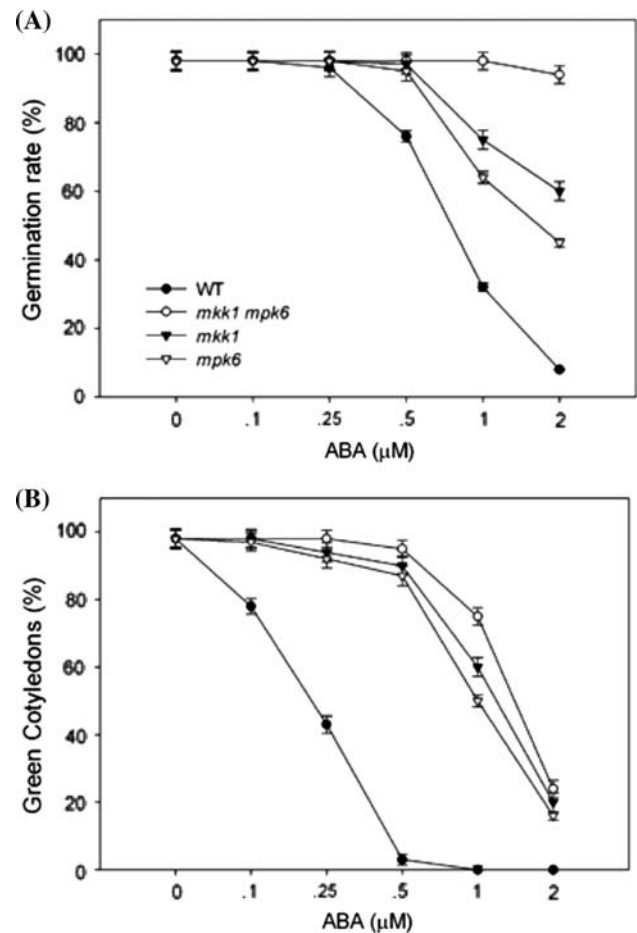 (A)
Germination rate (%)
100
80
60
40
20
0
WT
mkk1 mpk6
mkk1
mpk6
0 .1 .25 .5 1 2
ABA (μM)
(B)
Green Cotyledons (%)
100
80
60
40
20
0
0 .1 .25 .5 1 2
ABA (μM)